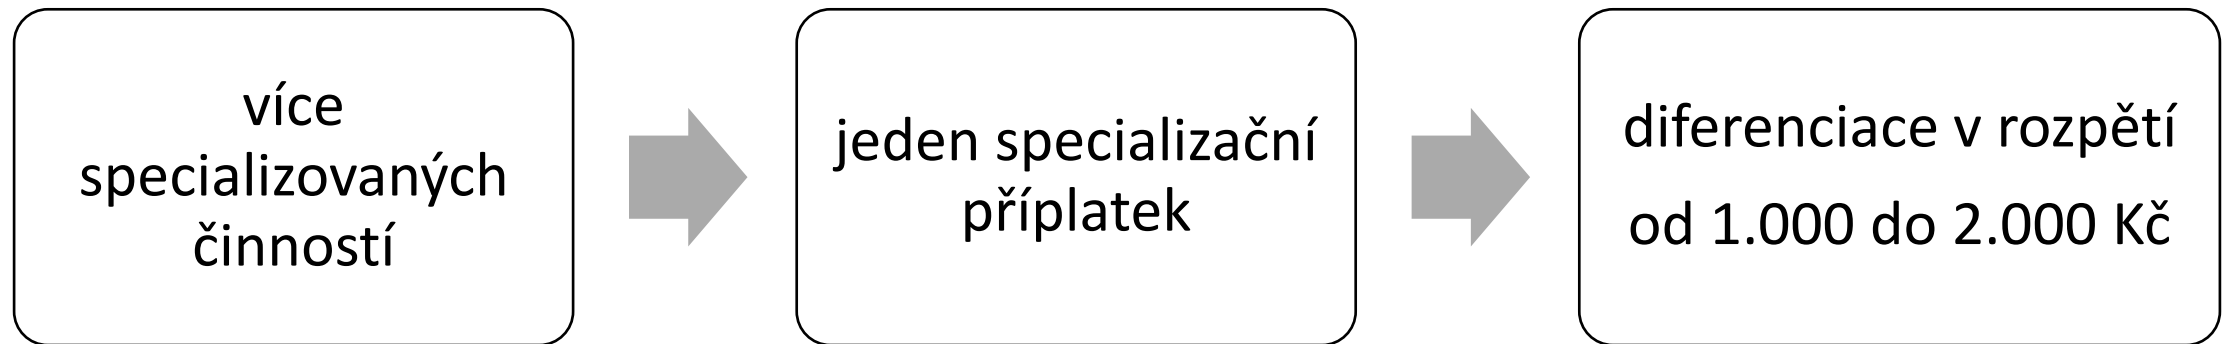 více
specializovaných
činností
jeden specializační
příplatek
diferenciace v rozpětí
od 1.000 do 2.000 Kč